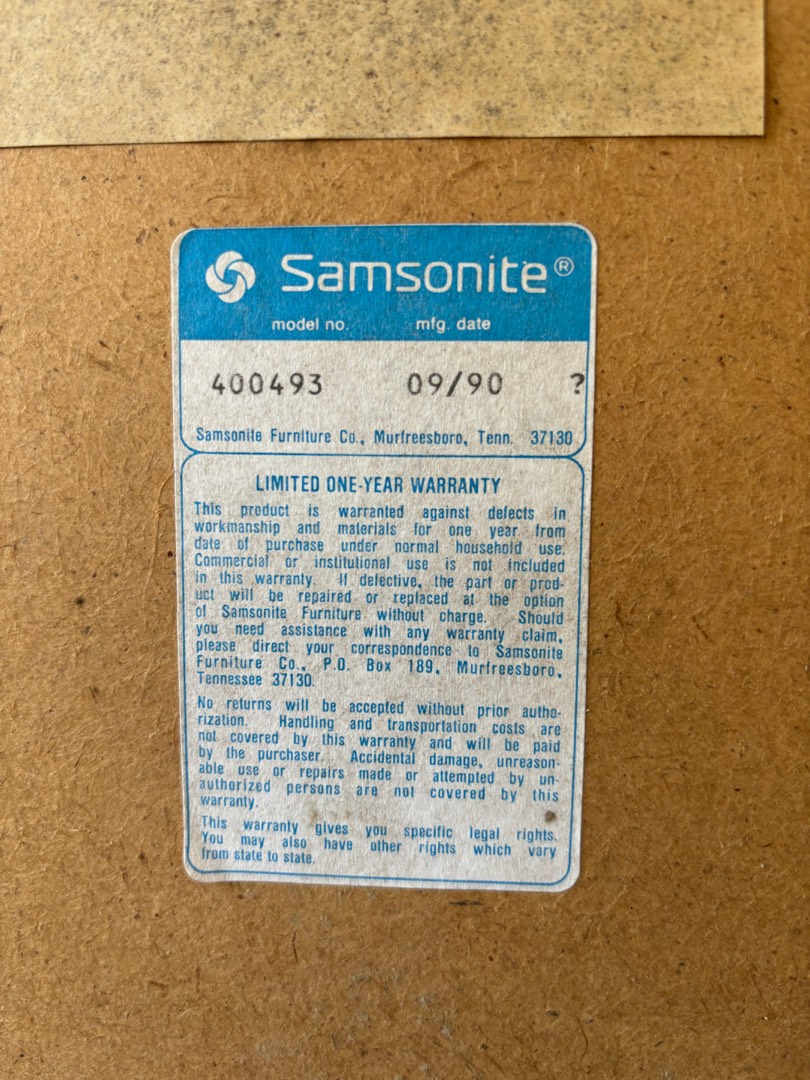 Samsonite®
model no. mfg. date
400493 09/90 ?
Samsonite Furniture Co., Murfreesboro, Tenn. 37130
LIMITED ONE-YEAR WARRANTY
This product is warranted against defects in
workmanship and materials for one year from
date of purchase under normal household use.
Commercial or institutional use is not included
in this warranty. If defective, the part or prod-
uct will be repaired or replaced at the option
of Samsonite Furniture without charge. Should
you need assistance with any warranty claim,
please direct your correspondence to Samsonite
Furniture Co., P.O. Box 189, Murfreesboro,
Tennessee 37130.
No returns will be accepted without prior autho-
rization. Handling and transportation costs are
not covered by this warranty and will be paid
by the purchaser. Accidental damage, unreason-
able use or repairs made or attempted by un-
authorized persons are not covered by this
warranty.
This warranty gives you specific legal rights.
You may also have other rights which vary
from state to state.